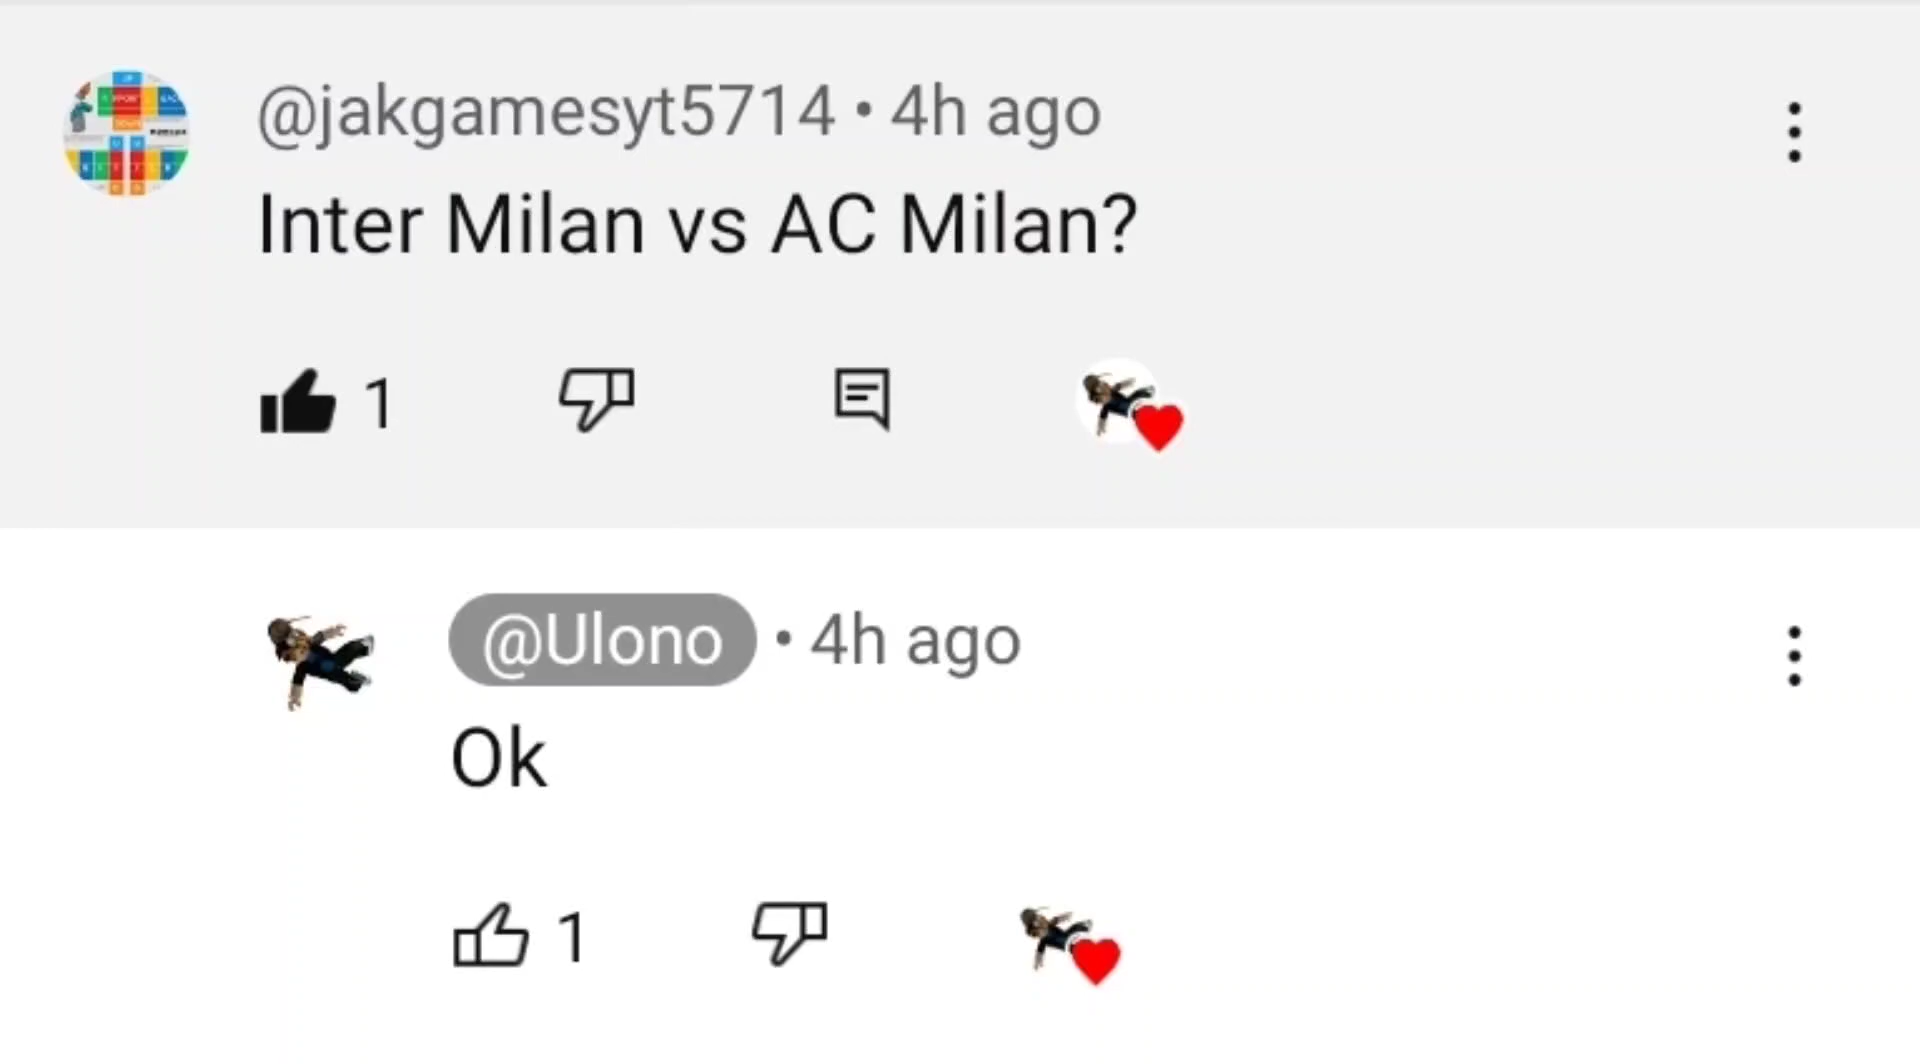 @jakgamesyt5714 • 4h ago
Inter Milan vs AC Milan?
1
@Ulono • 4h ago
Ok
1